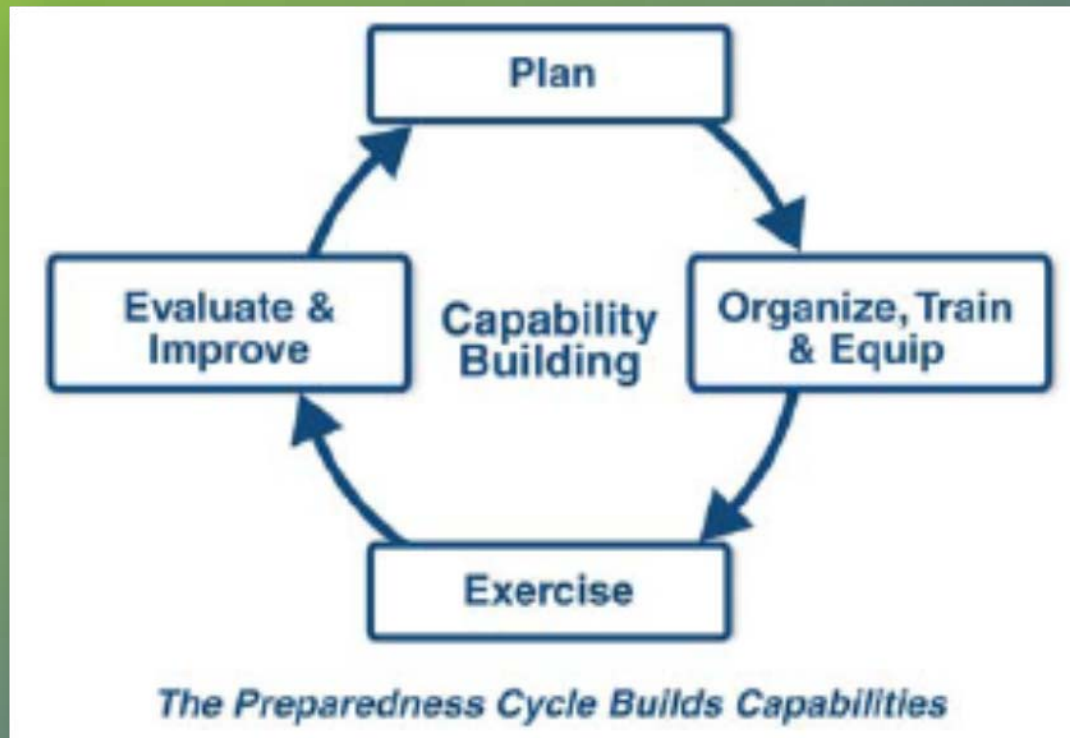 Plan
Organize, Train
& Equip
Exercise
Evaluate &
Improve
Capability
Building
The Preparedness Cycle Builds Capabilities